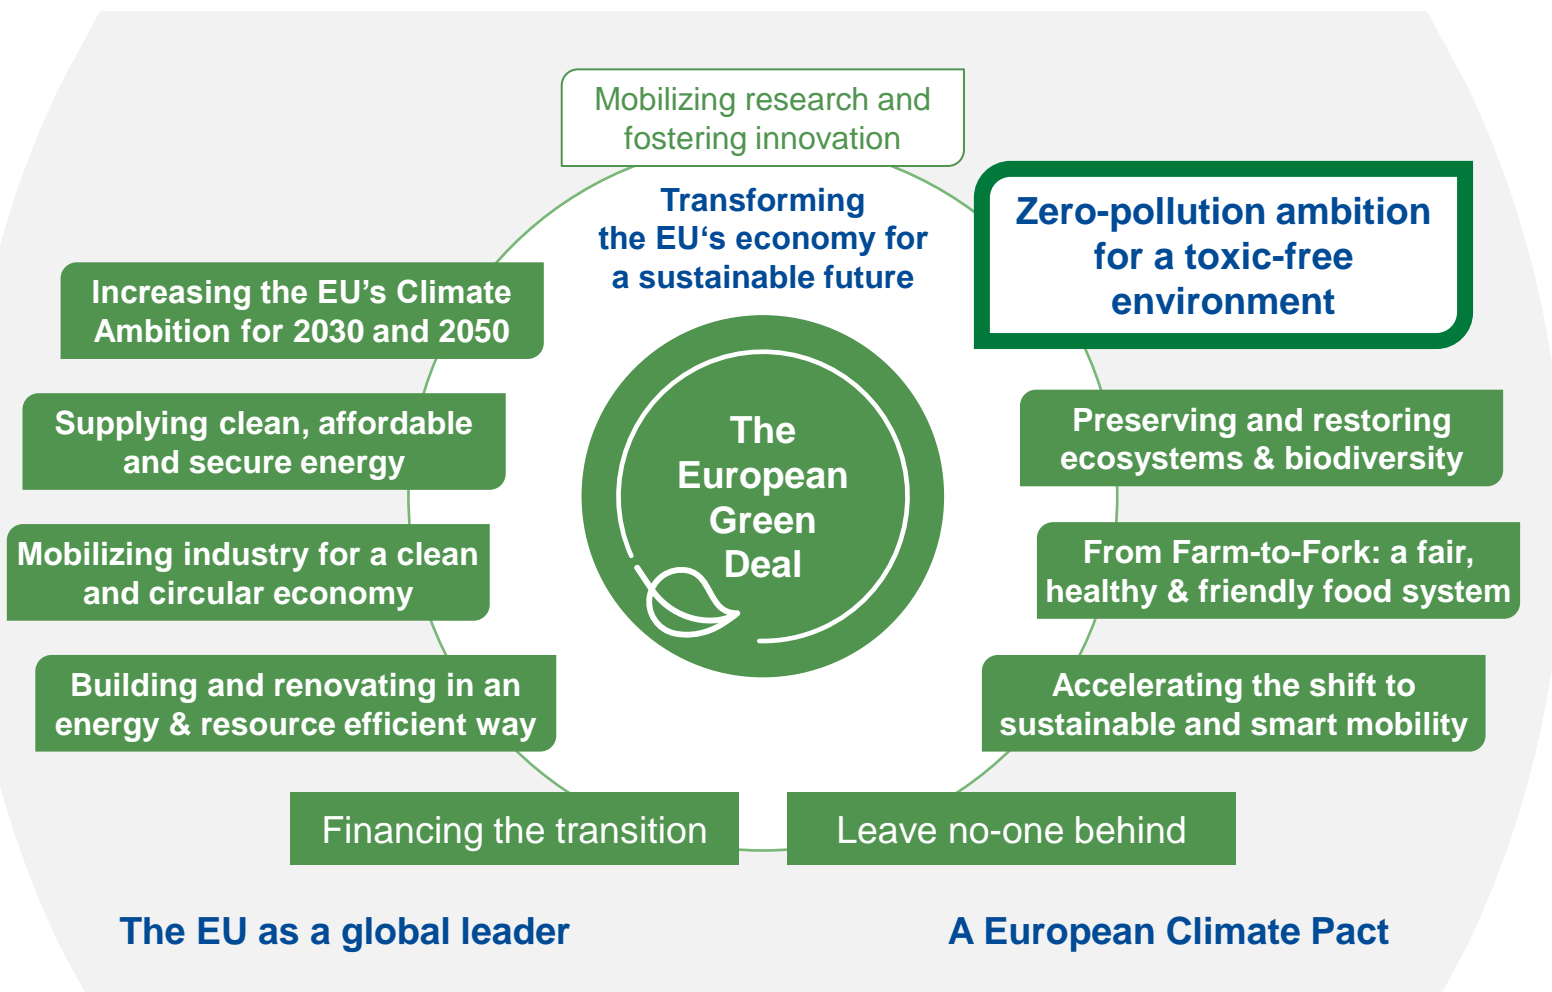 Mobilizing research and
fostering innovation
Transforming
the EU‘s economy for
a sustainable future
Zero-pollution ambition
for a toxic-free
environment
Increasing the EU’s Climate
Ambition for 2030 and 2050
Supplying clean, affordable
and secure energy
Mobilizing industry for a clean
and circular economy
Building and renovating in an
energy & resource efficient way
The
European
Green
Deal
Preserving and restoring
ecosystems & biodiversity
From Farm-to-Fork: a fair,
healthy & friendly food system
Accelerating the shift to
sustainable and smart mobility
Financing the transition
Leave no-one behind
The EU as a global leader
A European Climate Pact